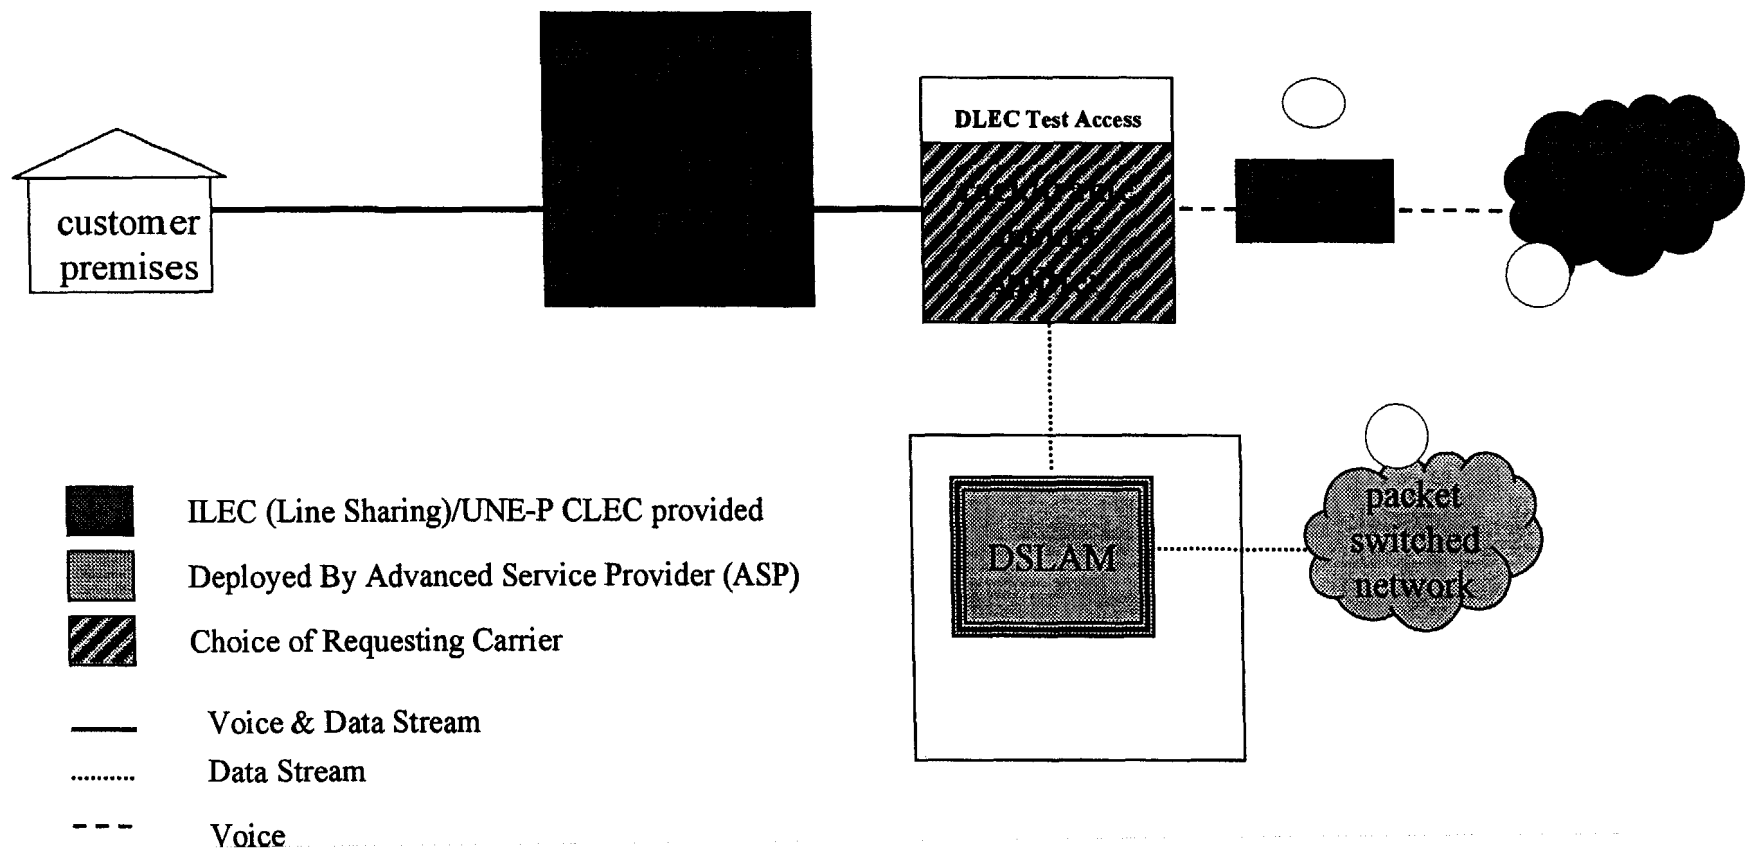 DLEC Test Access
customer
premises
packet
switched
network
DSLAM
ILEC (Line Sharing)/UNE-P CLEC provided
Deployed By Advanced Service Provider (ASP)
Choice of Requesting Carrier
Voice & Data Stream
Data Stream
Voice